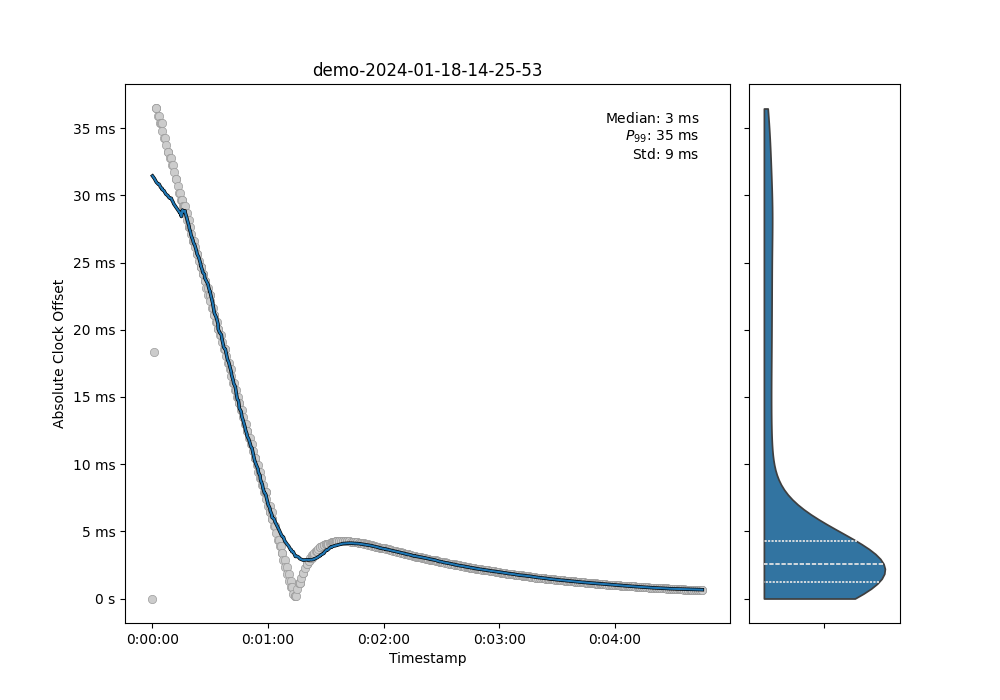 demo-2024-01-18-14-25-53
Median: 3 ms
P99: 35 ms
Std: 9 ms
Absolute Clock Offset
35 ms
30 ms
25 ms
20 ms
15 ms
10 ms
5 ms
0 s
0:00:00 0:01:00 0:02:00 0:03:00 0:04:00
Timestamp